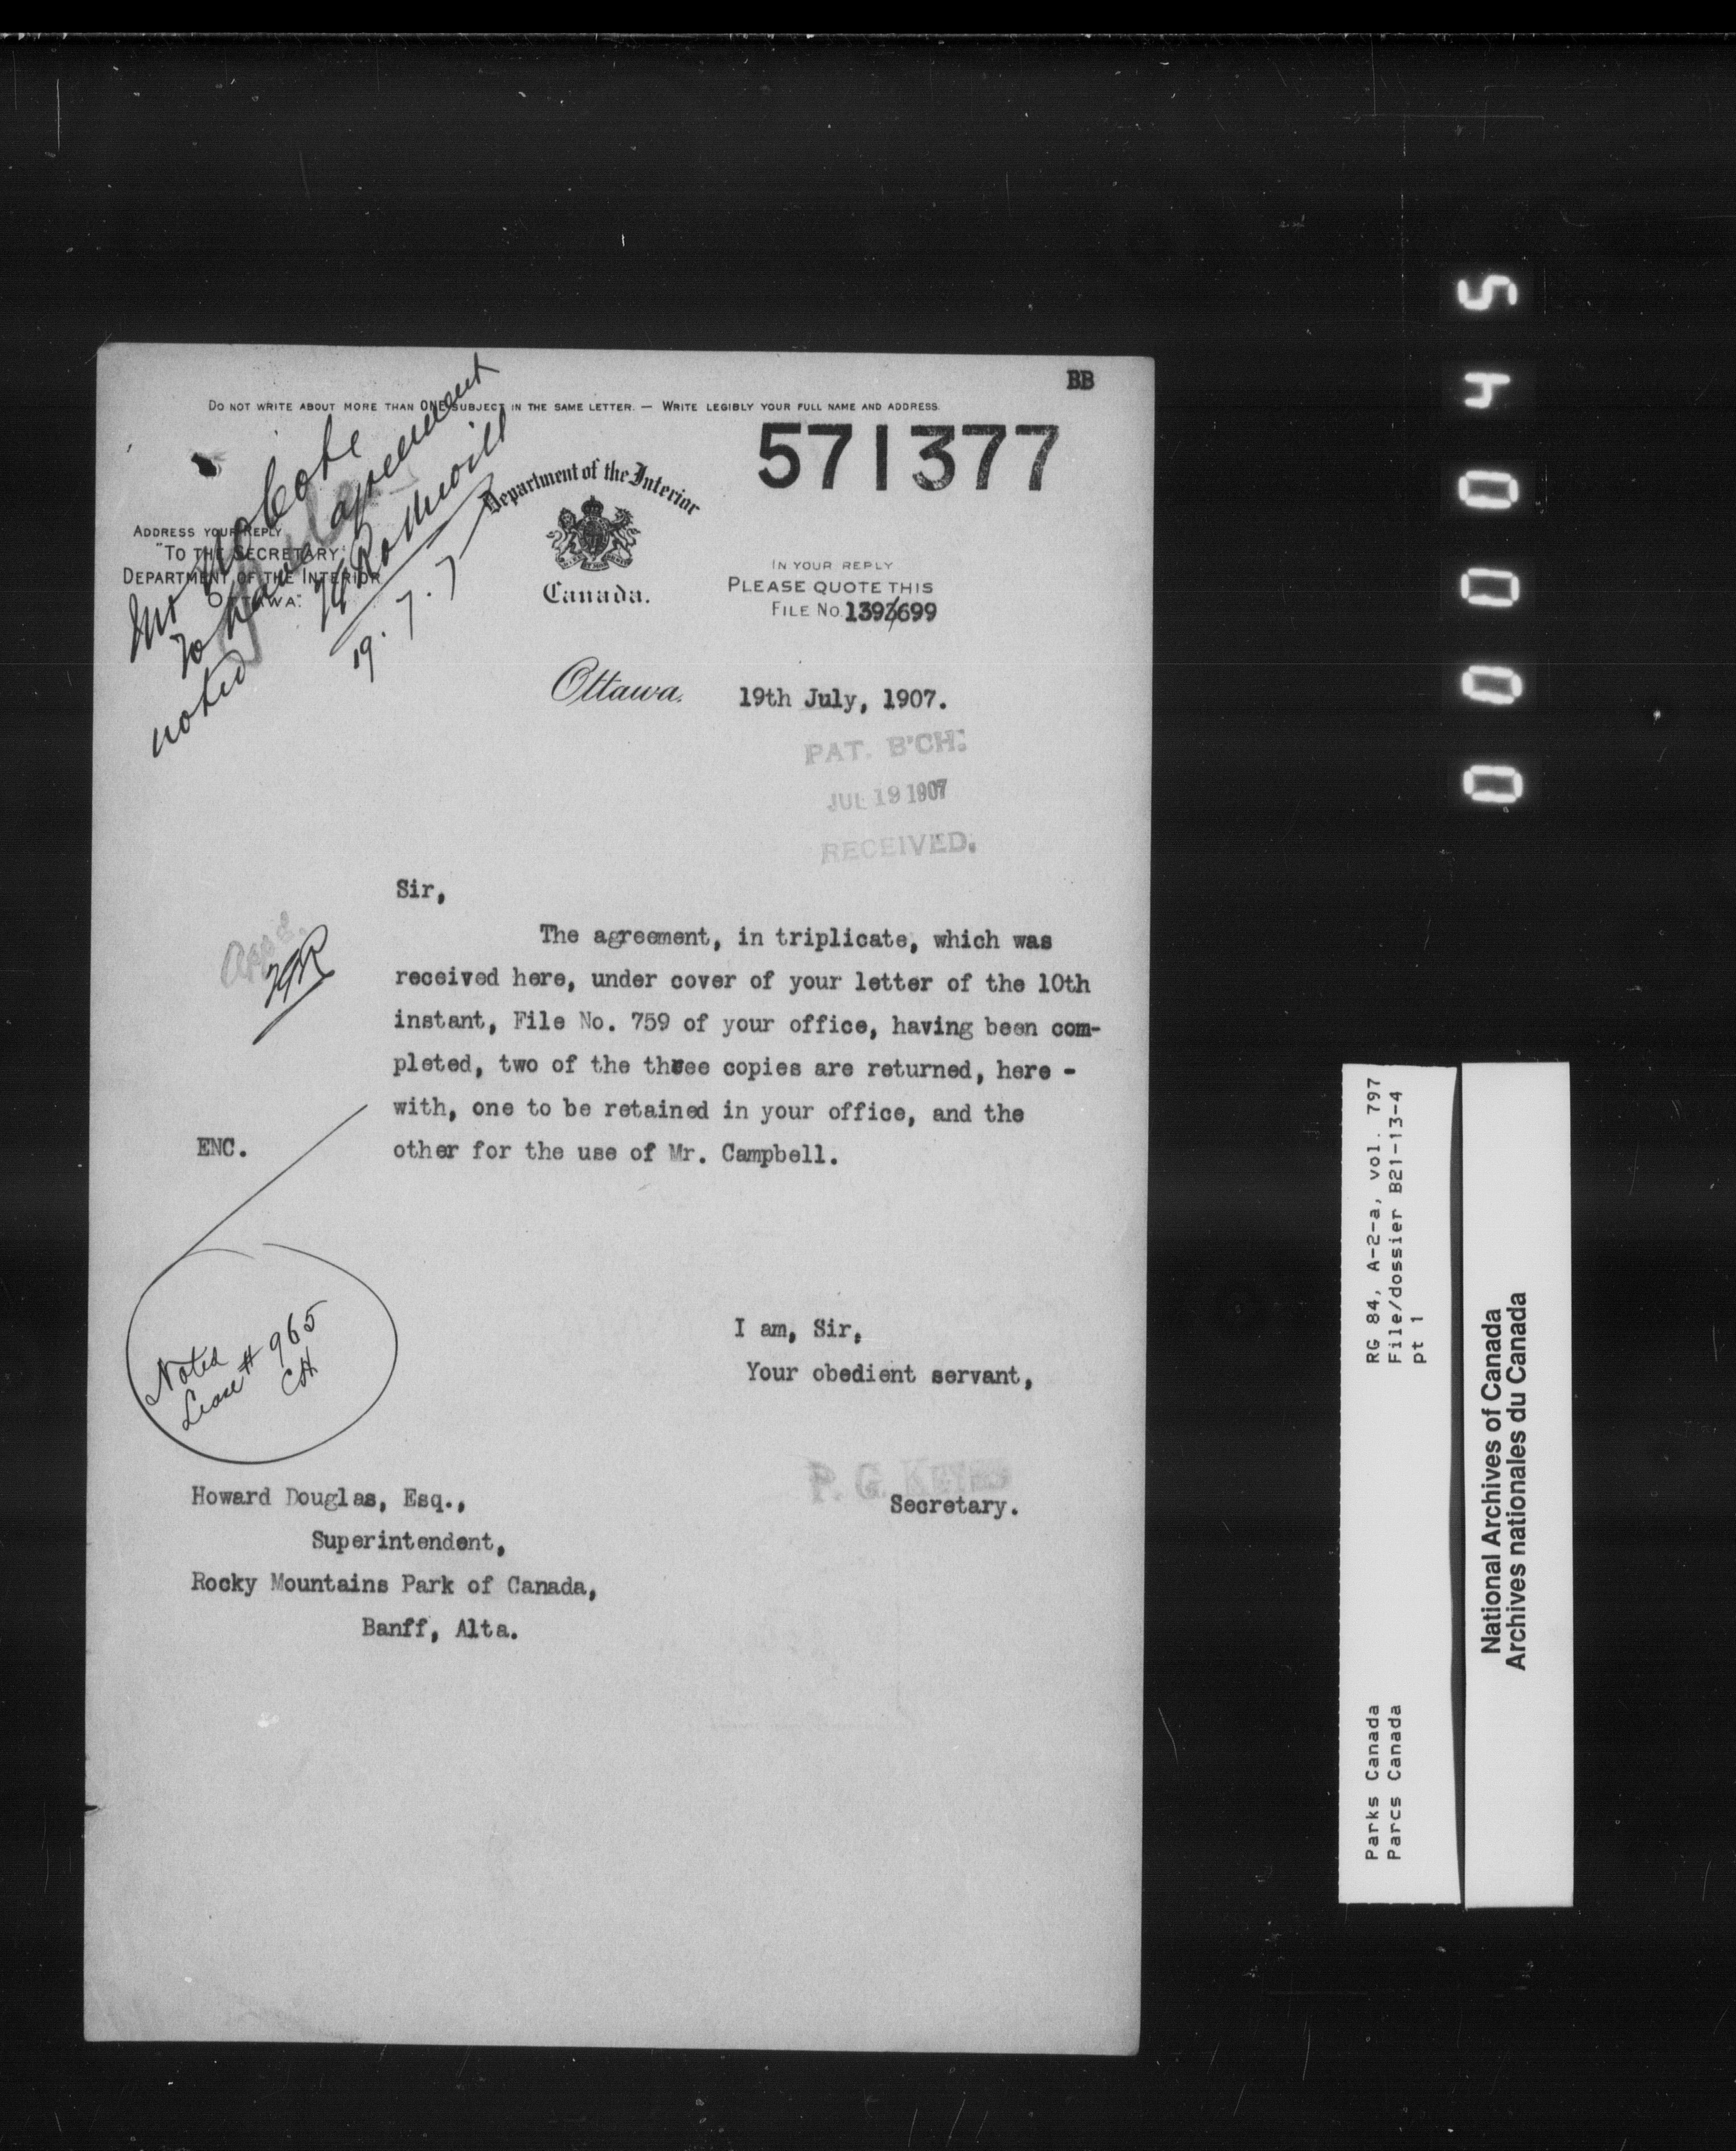 BB
DO NOT WRITE ABOUT MORE THAN ONE SUBJECT IN THE SAME LETTER. — WRITE LEGIBLY YOUR FULL NAME AND ADDRESS.
571377
Department of the Interior
Canada.
ADDRESS YOUR REPLY
"TO THE SECRETARY,
DEPARTMENT OF THE INTERIOR
OTTAWA."
Mr Cote
To have agreement
noted
19.7.7
IN YOUR REPLY
PLEASE QUOTE THIS
FILE NO. 1393699
Ottawa. 19th July, 1907.
PAT. B'CH.
JUL 19 1907
RECEIVED.
Sir,
The agreement, in triplicate, which was
received here, under cover of your letter of the 10th
instant, File No. 759 of your office, having been com-
pleted, two of the three copies are returned, here -
with, one to be retained in your office, and the
other for the use of Mr. Campbell.
ENC.
Noted
Lease # 965
CH
I am, Sir,
Your obedient servant,
P. G. KEYES
Secretary.
Howard Douglas, Esq.,
Superintendent,
Rocky Mountains Park of Canada,
Banff, Alta.
000045
RG 84, A-2-a, vol. 797
File/dossier B21-13-4
pt 1
Parks Canada
Parcs Canada
National Archives of Canada
Archives nationales du Canada